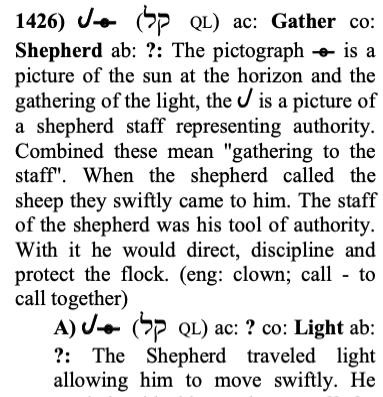 1426) (קל QL) ac: Gather co:
Shepherd ab: ?: The pictograph is a
picture of the sun at the horizon and the
gathering of the light, the is a picture of
a shepherd staff representing authority.
Combined these mean "gathering to the
staff". When the shepherd called the
sheep they swiftly came to him. The staff
of the shepherd was his tool of authority.
With it he would direct, discipline and
protect the flock. (eng: clown; call - to
call together)
A) (קל QL) ac: ? co: Light ab:
?: The Shepherd traveled light
allowing him to move swiftly. He